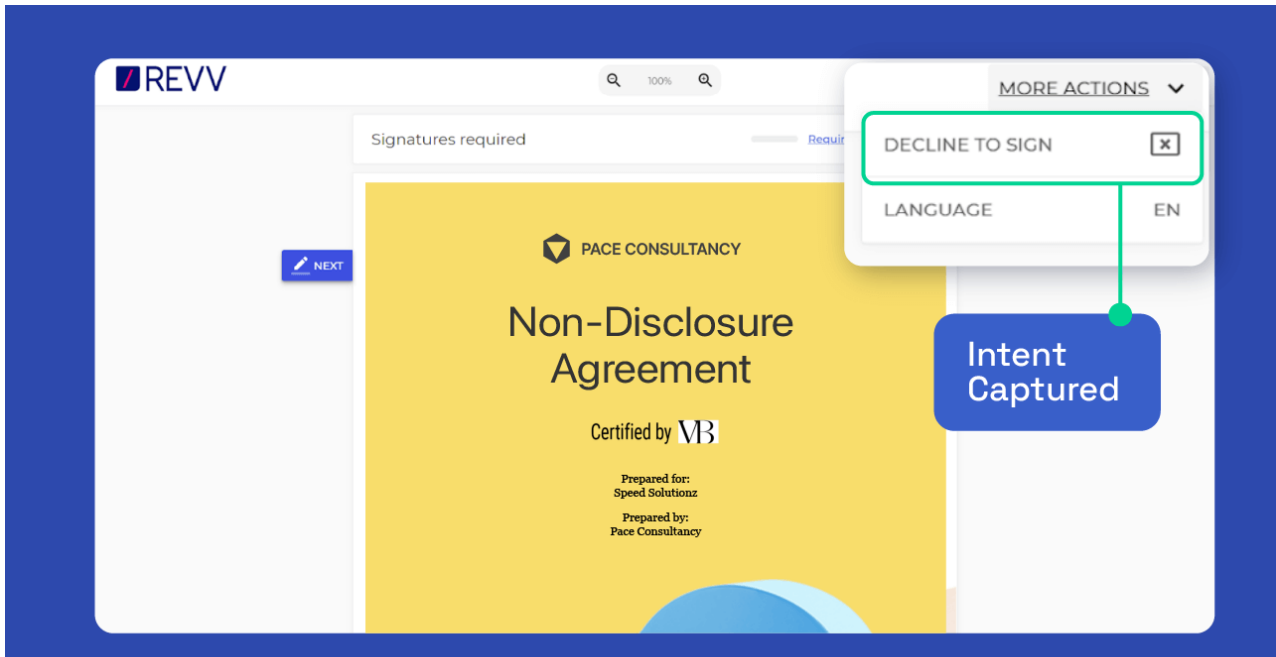 REVV
100%
MORE ACTIONS
Signatures required
DECLINE TO SIGN
LANGUAGE EN
PACE CONSULTANCY
NEXT
Non-Disclosure
Agreement
Intent
Captured
Certified by VB
Prepared for:
Speed Solutionz
Prepared by:
Pace Consultancy